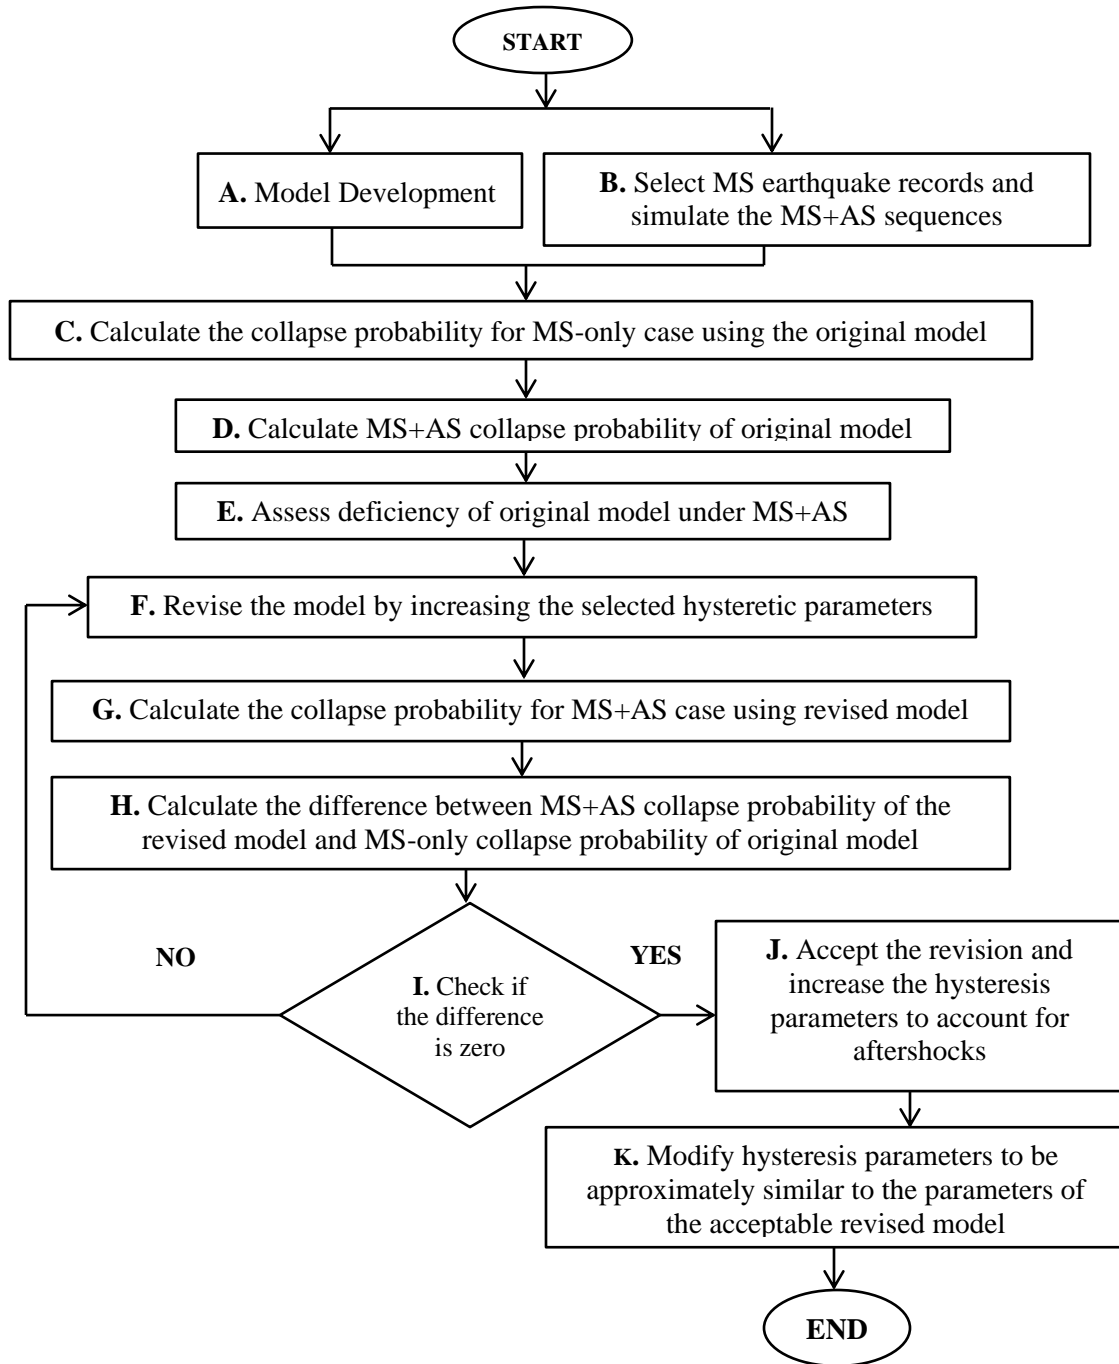 START
A. Model Development
B. Select MS earthquake records and
simulate the MS+AS sequences
C. Calculate the collapse probability for MS-only case using the original model
D. Calculate MS+AS collapse probability of original model
E. Assess deficiency of original model under MS+AS
F. Revise the model by increasing the selected hysteretic parameters
G. Calculate the collapse probability for MS+AS case using revised model
H. Calculate the difference between MS+AS collapse probability of the
revised model and MS-only collapse probability of original model
NO
YES
I. Check if
the difference
is zero
J. Accept the revision and
increase the hysteresis
parameters to account for
aftershocks
K. Modify hysteresis parameters to be
approximately similar to the parameters of
the acceptable revised model
END